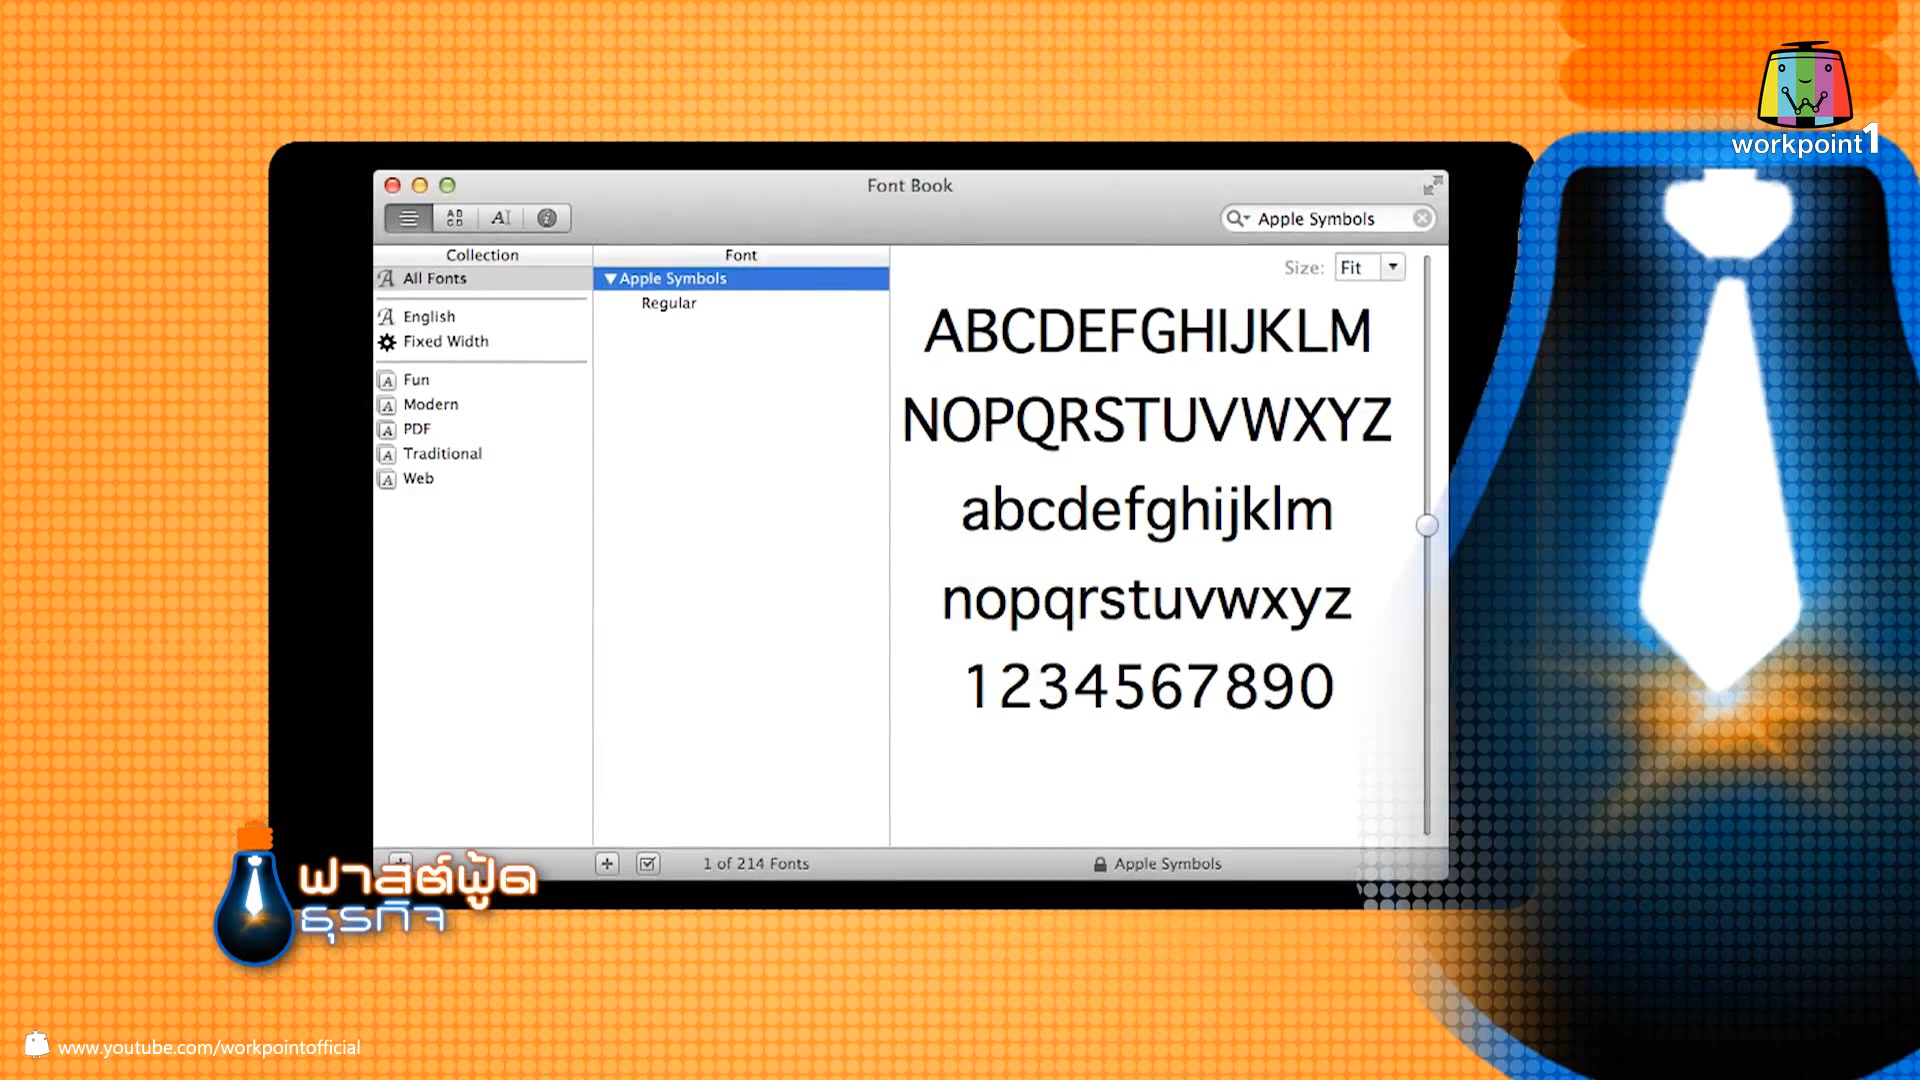 workpoint1
Font Book
Apple Symbols
Collection
Font
All Fonts
English
Fixed Width
Fun
Modern
PDF
Traditional
Web
▼Apple Symbols
Regular
Size: Fit
ABCDEFGHIJKLM
NOPQRSTUVWXYZ
abcdefghijklm
nopqrstuvwxyz
1234567890
1 of 214 Fonts
Apple Symbols
ฟาสต์ฟู้ด
ธุรกิจ
www.youtube.com/workpointofficial